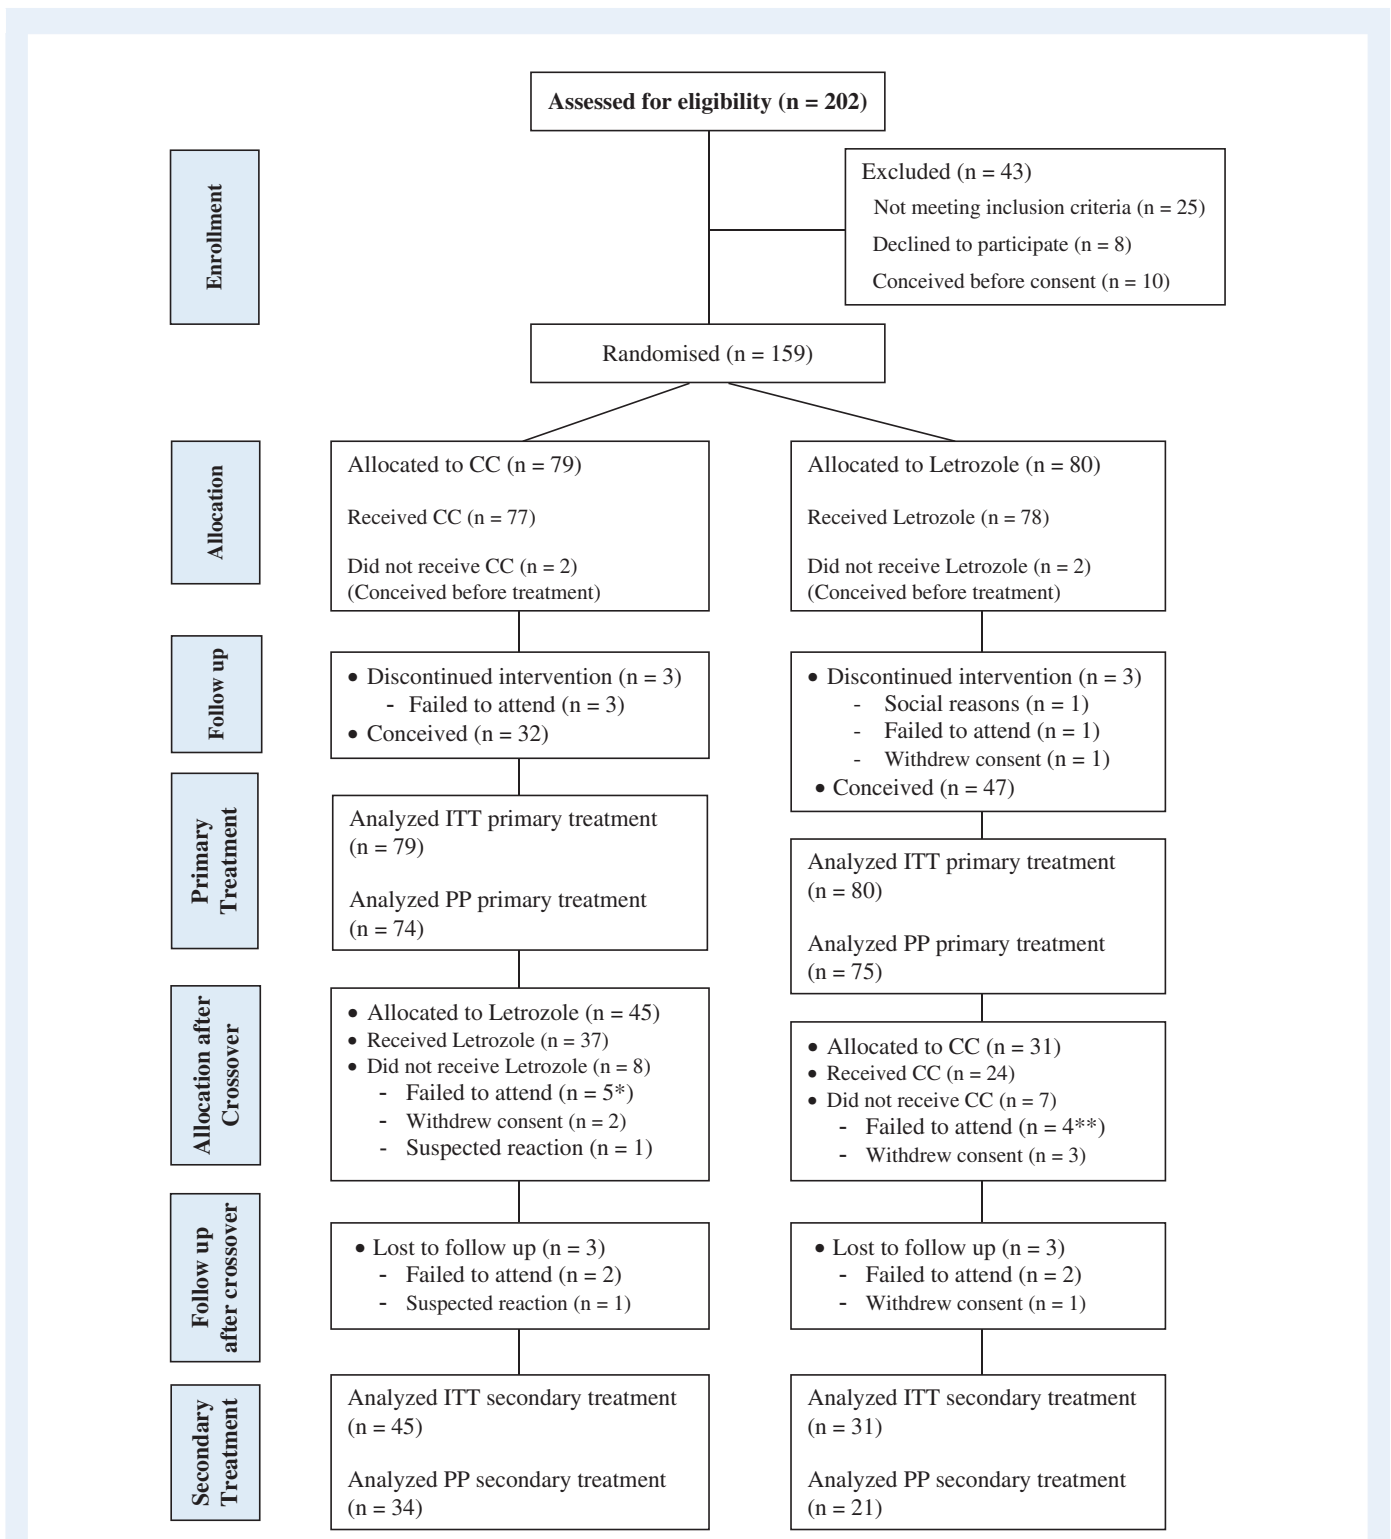 Assessed for eligibility (n = 202)
Enrollment
Excluded (n = 43)
Not meeting inclusion criteria (n = 25)
Declined to participate (n = 8)
Conceived before consent (n = 10)
Randomised (n = 159)
Allocation
Allocated to CC (n = 79)
Received CC (n = 77)
Did not receive CC (n = 2)
(Conceived before treatment)
Allocated to Letrozole (n = 80)
Received Letrozole (n = 78)
Did not receive Letrozole (n = 2)
(Conceived before treatment)
Follow up
• Discontinued intervention (n = 3)
- Failed to attend (n = 3)
• Conceived (n = 32)
• Discontinued intervention (n = 3)
- Social reasons (n = 1)
- Failed to attend (n = 1)
- Withdrew consent (n = 1)
• Conceived (n = 47)
Primary
Treatment
Analyzed ITT primary treatment
(n = 79)
Analyzed PP primary treatment
(n = 74)
Analyzed ITT primary treatment
(n = 80)
Analyzed PP primary treatment
(n = 75)
Allocation after
Crossover
• Allocated to Letrozole (n = 45)
• Received Letrozole (n = 37)
• Did not receive Letrozole (n = 8)
- Failed to attend (n = 5*)
- Withdrew consent (n = 2)
- Suspected reaction (n = 1)
• Allocated to CC (n = 31)
• Received CC (n = 24)
• Did not receive CC (n = 7)
- Failed to attend (n = 4**)
- Withdrew consent (n = 3)
Follow up
after crossover
• Lost to follow up (n = 3)
- Failed to attend (n = 2)
- Suspected reaction (n = 1)
• Lost to follow up (n = 3)
- Failed to attend (n = 2)
- Withdrew consent (n = 1)
Secondary
Treatment
Analyzed ITT secondary treatment
(n = 45)
Analyzed PP secondary treatment
(n = 34)
Analyzed ITT secondary treatment
(n = 31)
Analyzed PP secondary treatment
(n = 21)